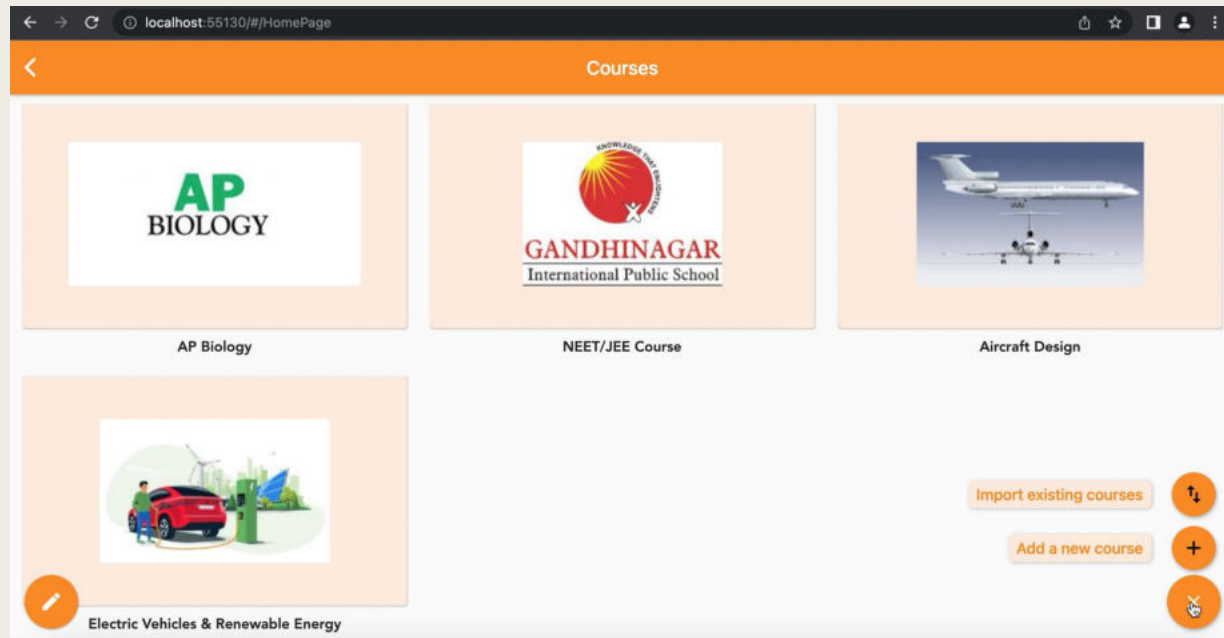 localhost:55130/#/HomePage
Courses
AP
BIOLOGY
AP Biology
KNOWLEDGE THAT ENLIGHTENS
GANDHINAGAR
International Public School
NEET/JEE Course
Aircraft Design
Electric Vehicles & Renewable Energy
Import existing courses
Add a new course